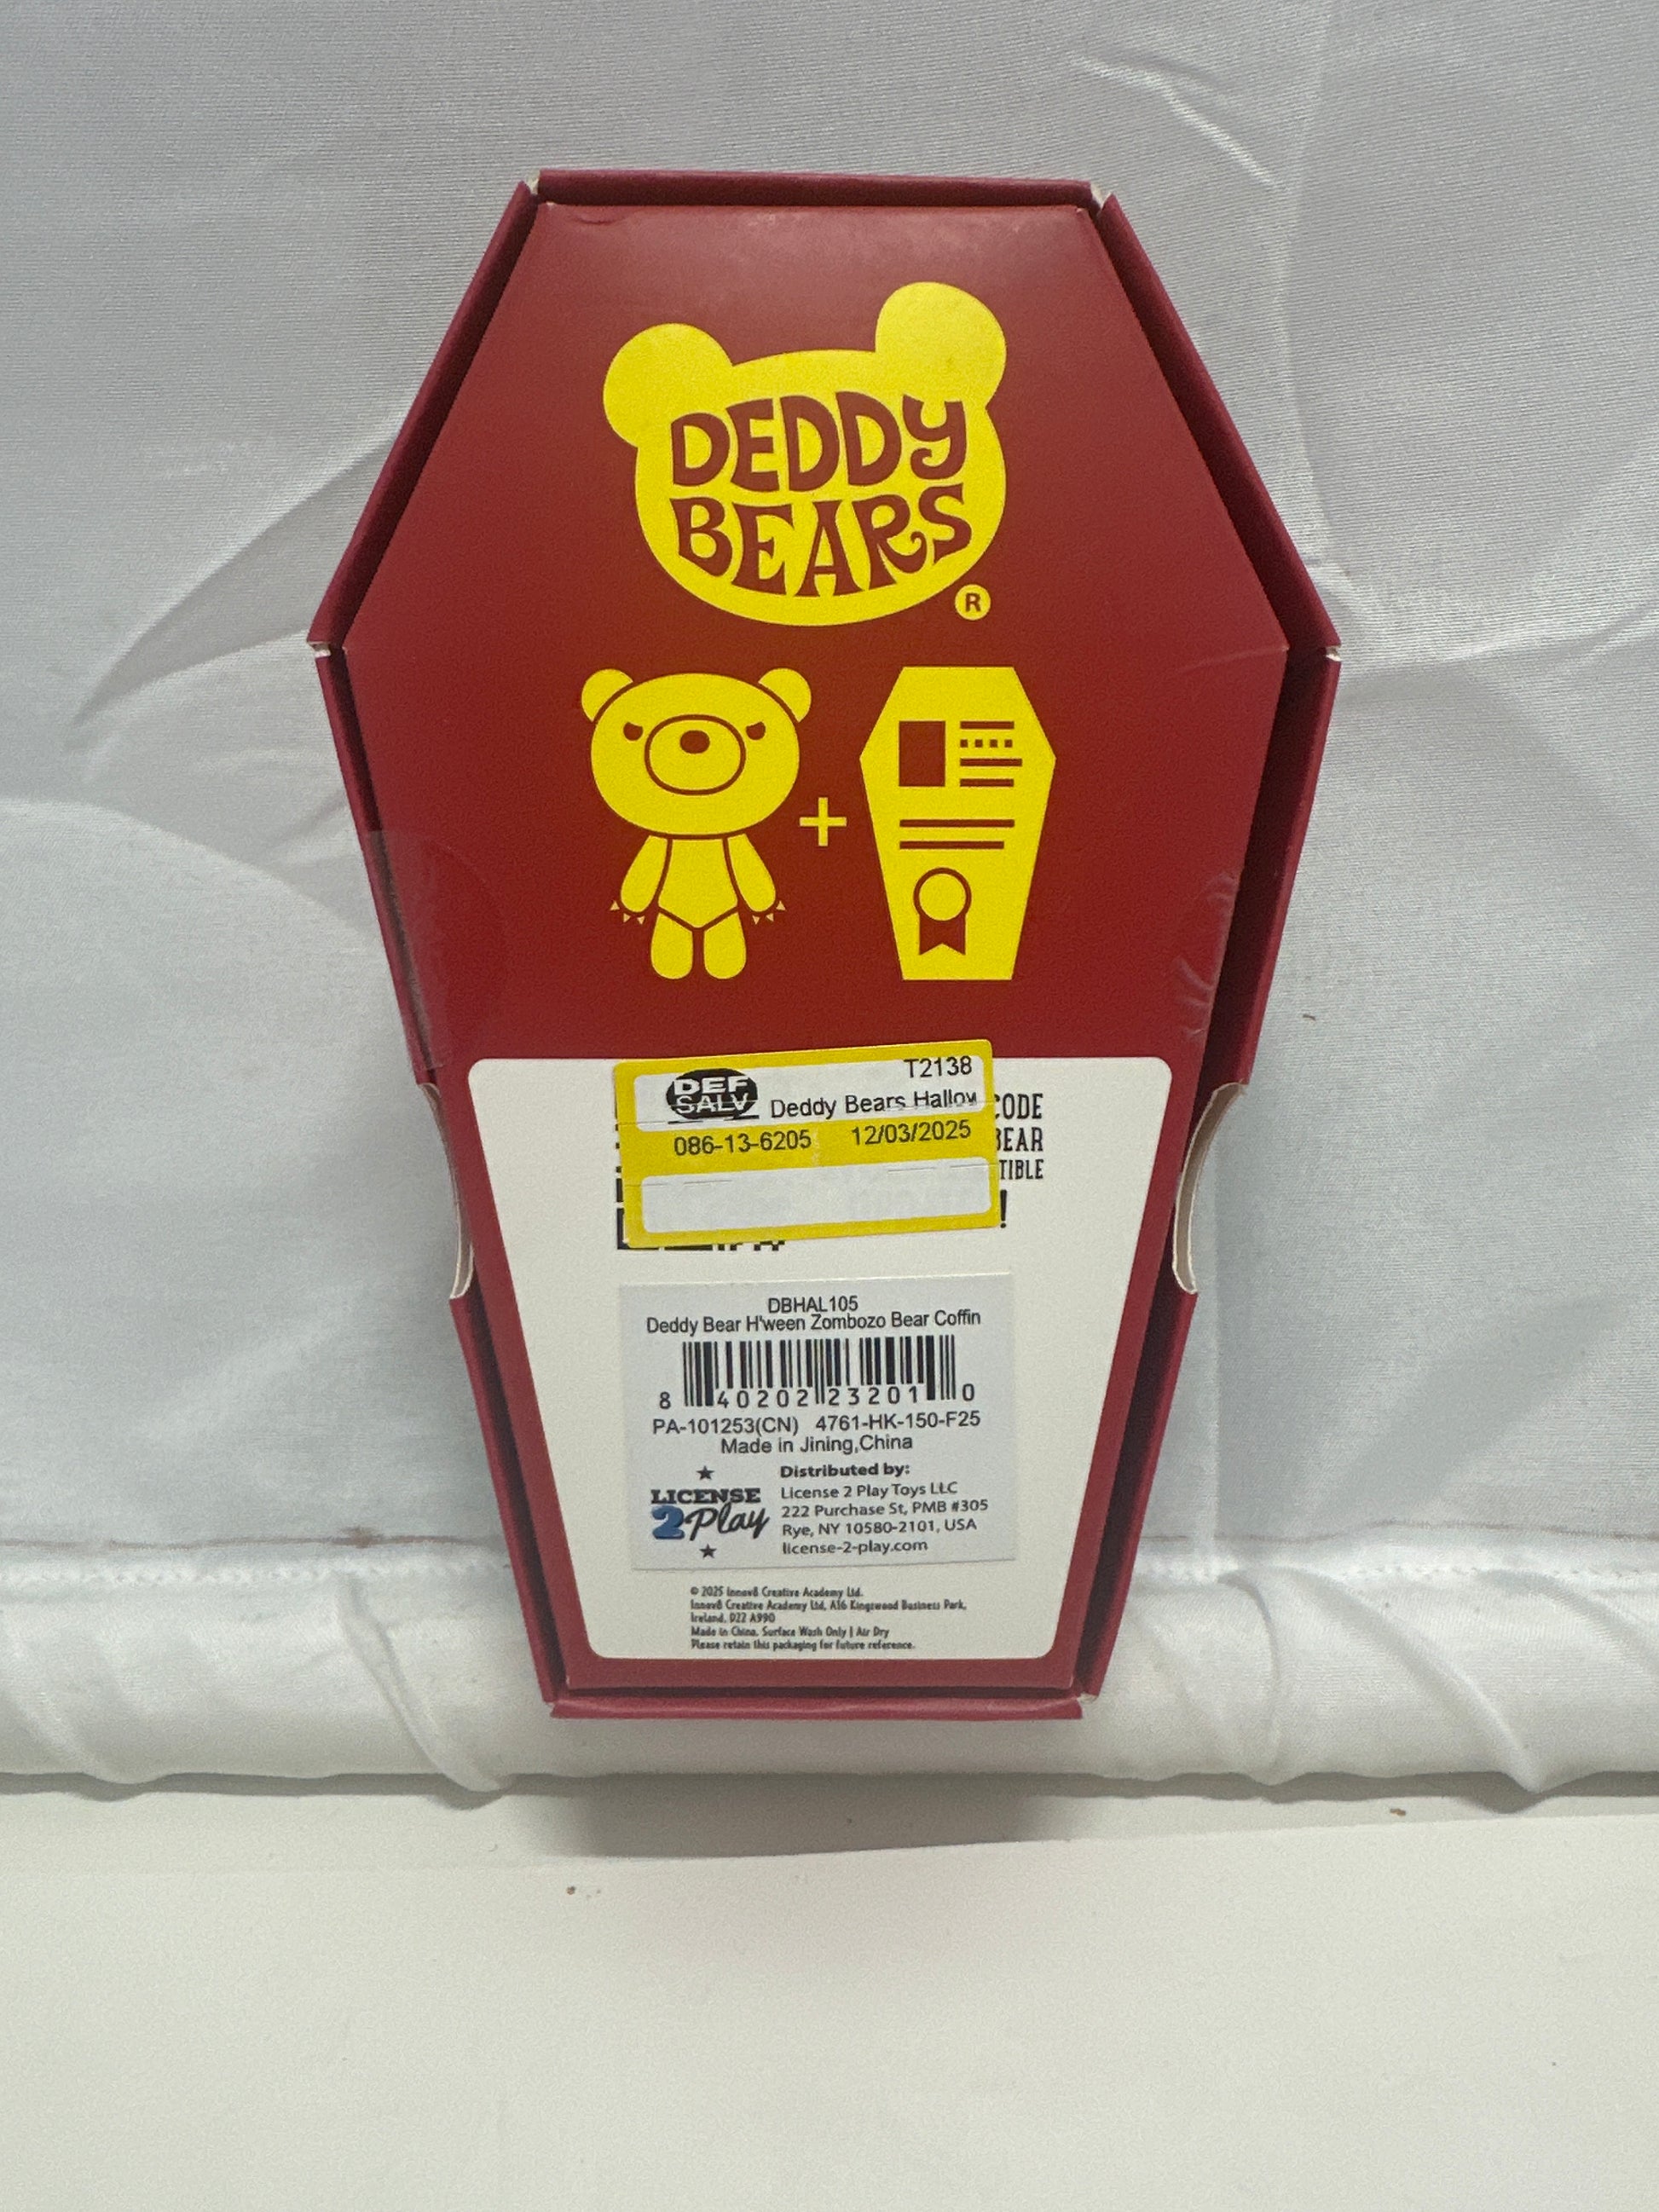 DEDDY
BEARS
®
+
T2138
DEF
SALV
Deddy Bears Hallow
086-13-6205 12/03/2025
CODE
BEAR
TIBLE
!
DBHAL105
Deddy Bear H'ween Zombozo Bear Coffin
8 40202 23201 0
PA-101253(CN) 4761-HK-150-F25
Made in Jining,China
LICENSE
2 Play
Distributed by:
License 2 Play Toys LLC
222 Purchase St, PMB #305
Rye, NY 10580-2101, USA
license-2-play.com
© 2025 Innov8 Creative Academy Ltd.
Innov8 Creative Academy Ltd, A16 Kingswood Business Park,
Ireland. D22 A990
Made in China. Surface Wash Only | Air Dry
Please retain this packaging for future reference.